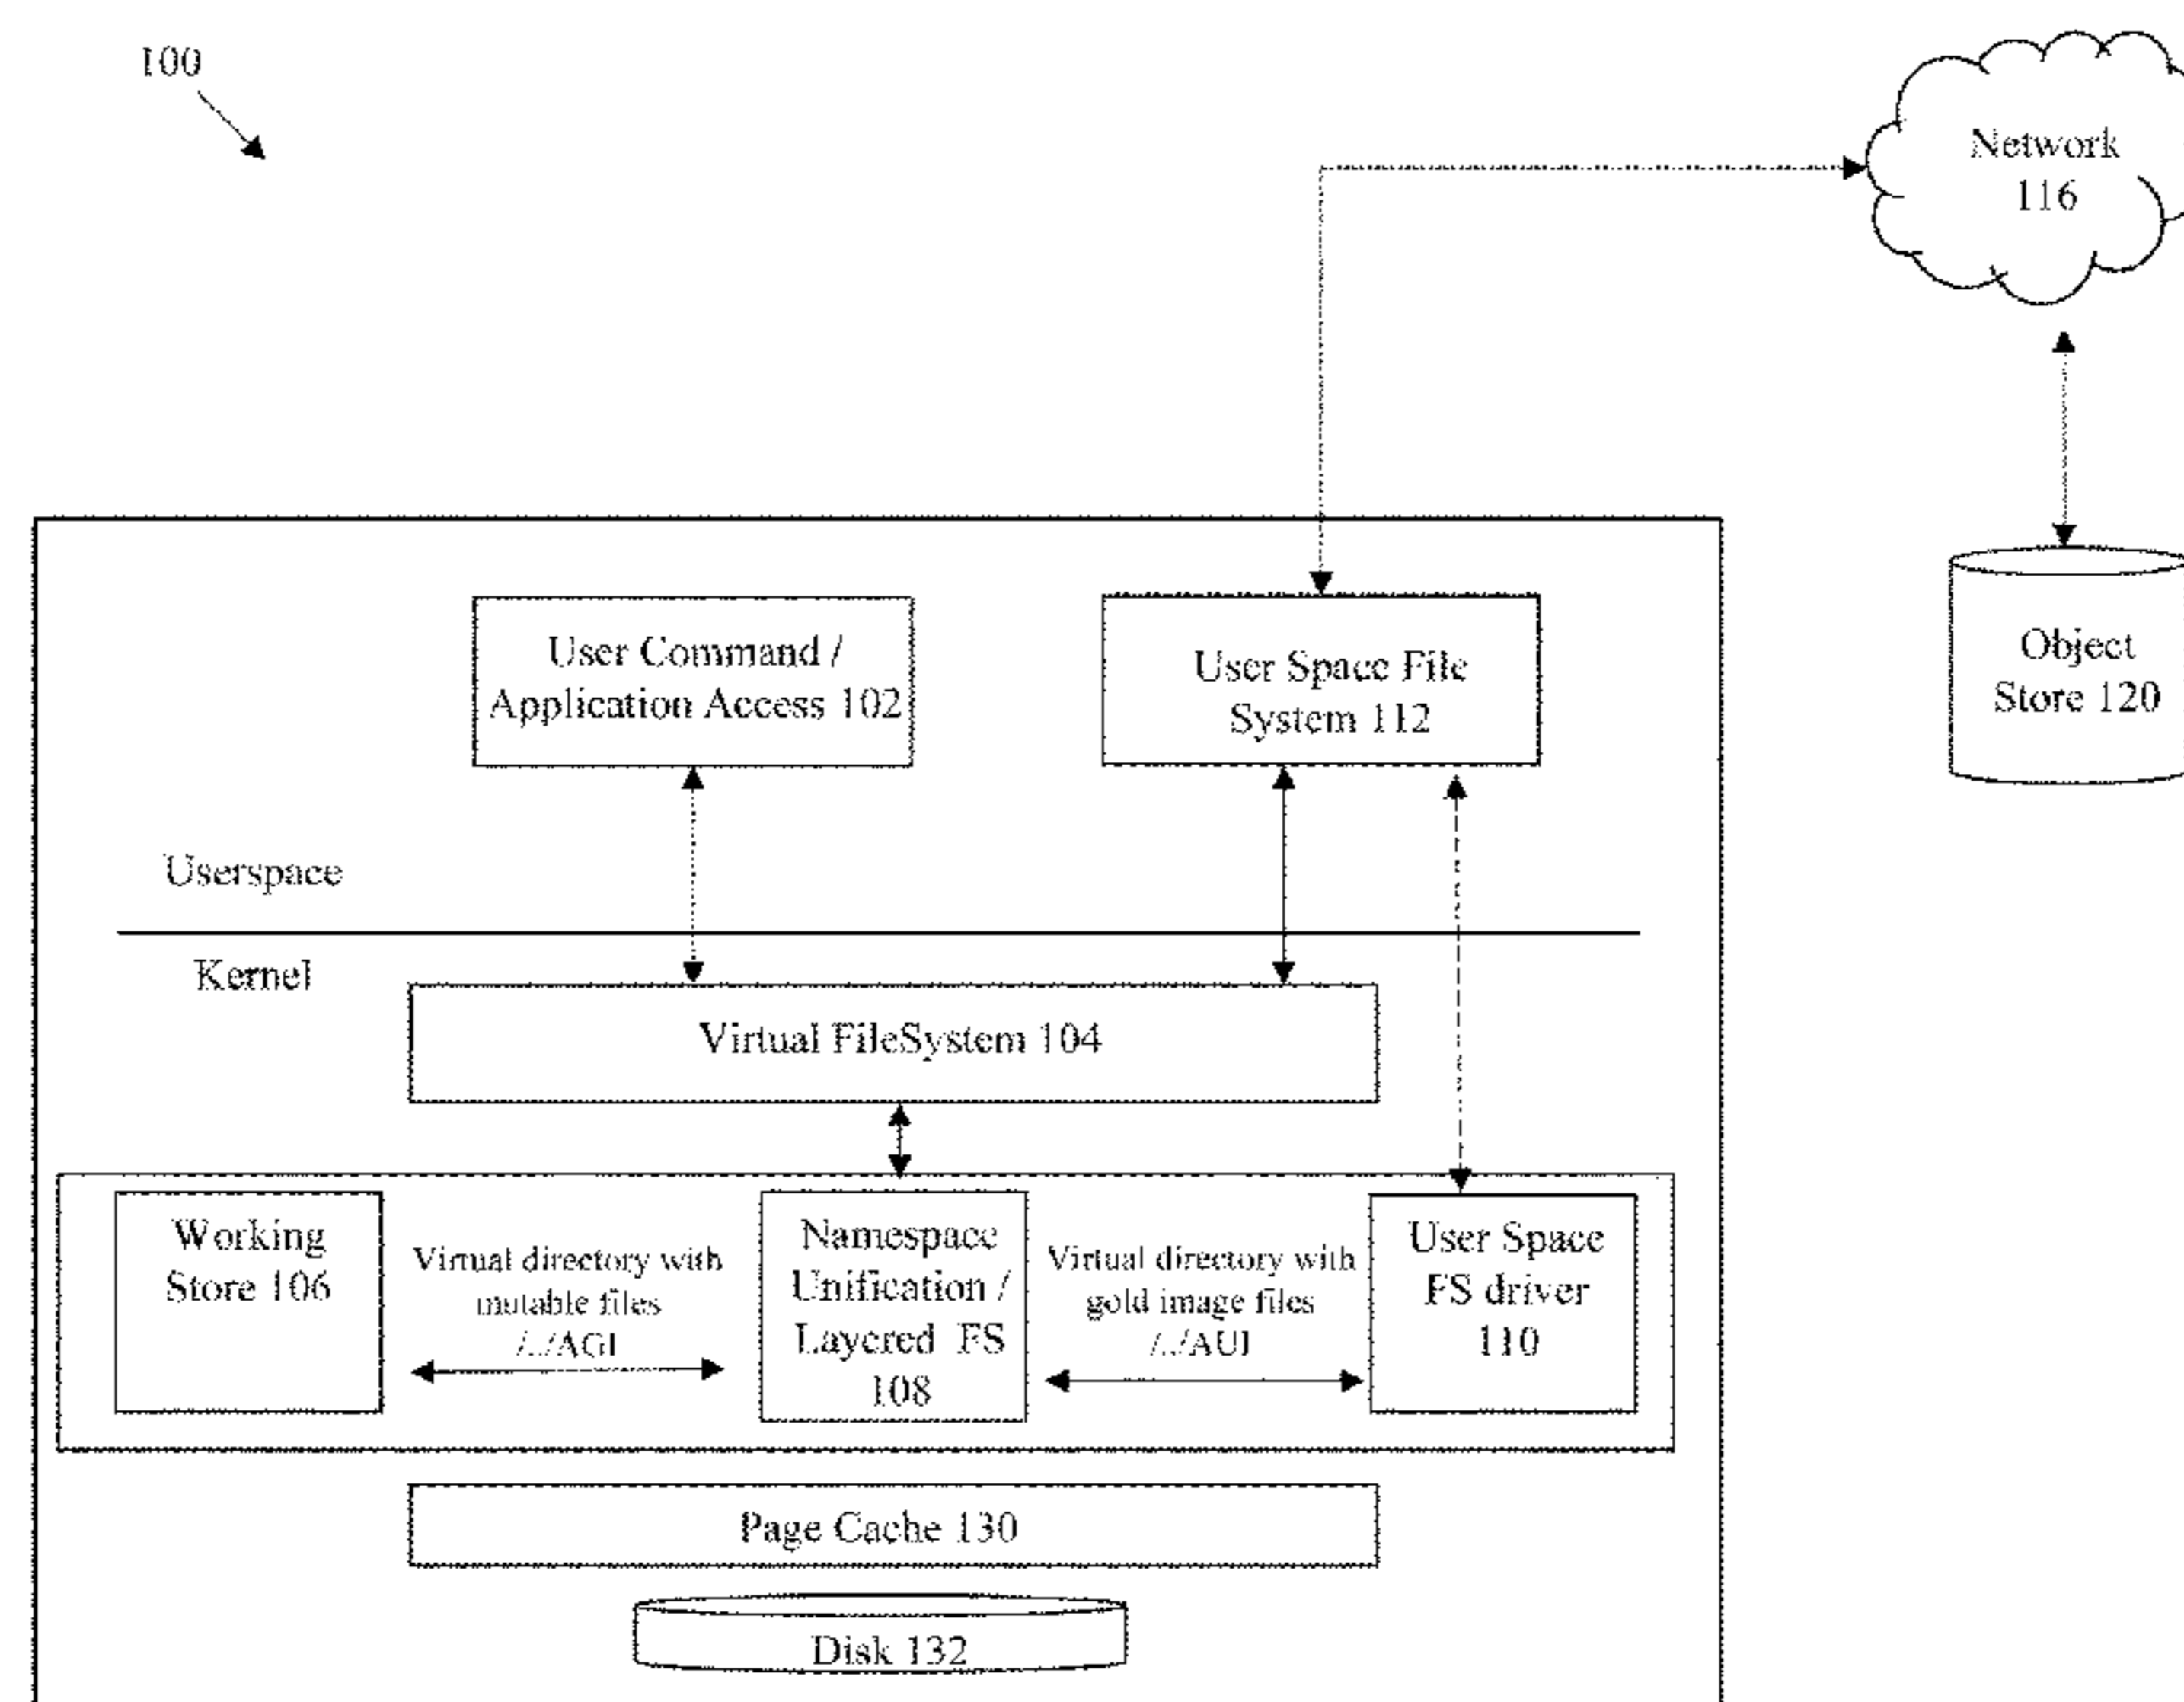 100
Network
116
User Command /
Application Access 102
User Space File
System 112
Object
Store 120
Userspace
Kernel
Virtual FileSystem 104
Working
Store 106
Virtual directory with
mutable files
/../AGI
Namespace
Unification /
Layered FS
108
Virtual directory with
gold image files
/../AUI
User Space
FS driver
110
Page Cache 130
Disk 132